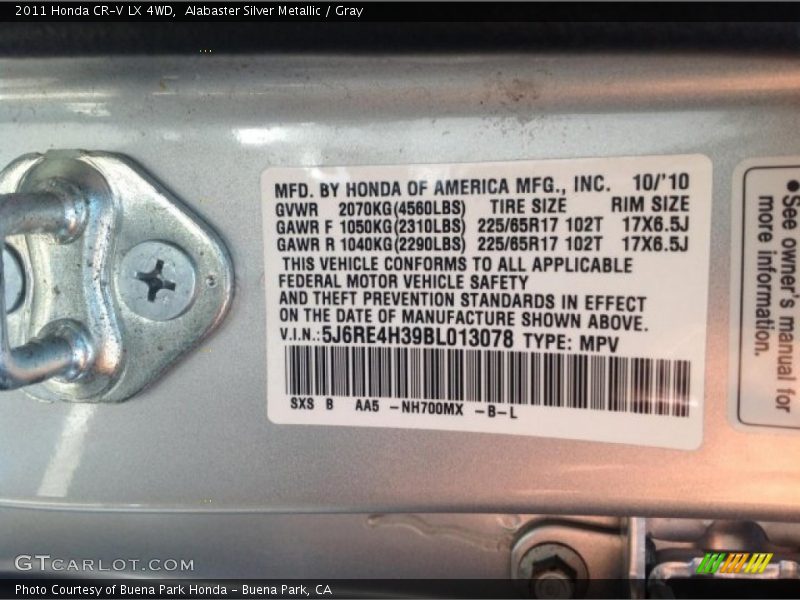 2011 Honda CR-V LX 4WD,  Alabaster Silver Metallic / Gray
MFD. BY HONDA OF AMERICA MFG., INC. 10/'10
GVWR 2070KG(4560LBS) TIRE SIZE RIM SIZE
GAWR F 1050KG(2310LBS) 225/65R17 102T 17X6.5J
GAWR R 1040KG(2290LBS) 225/65R17 102T 17X6.5J
THIS VEHICLE CONFORMS TO ALL APPLICABLE
FEDERAL MOTOR VEHICLE SAFETY
AND THEFT PREVENTION STANDARDS IN EFFECT
ON THE DATE OF MANUFACTURE SHOWN ABOVE.
V.I.N.:5J6RE4H39BL013078 TYPE: MPV
SXS B AA5 -NH700MX -B-L
●See owner's manual for
more information.
GTCARLOT.COM
Photo Courtesy of Buena Park Honda - Buena Park, CA